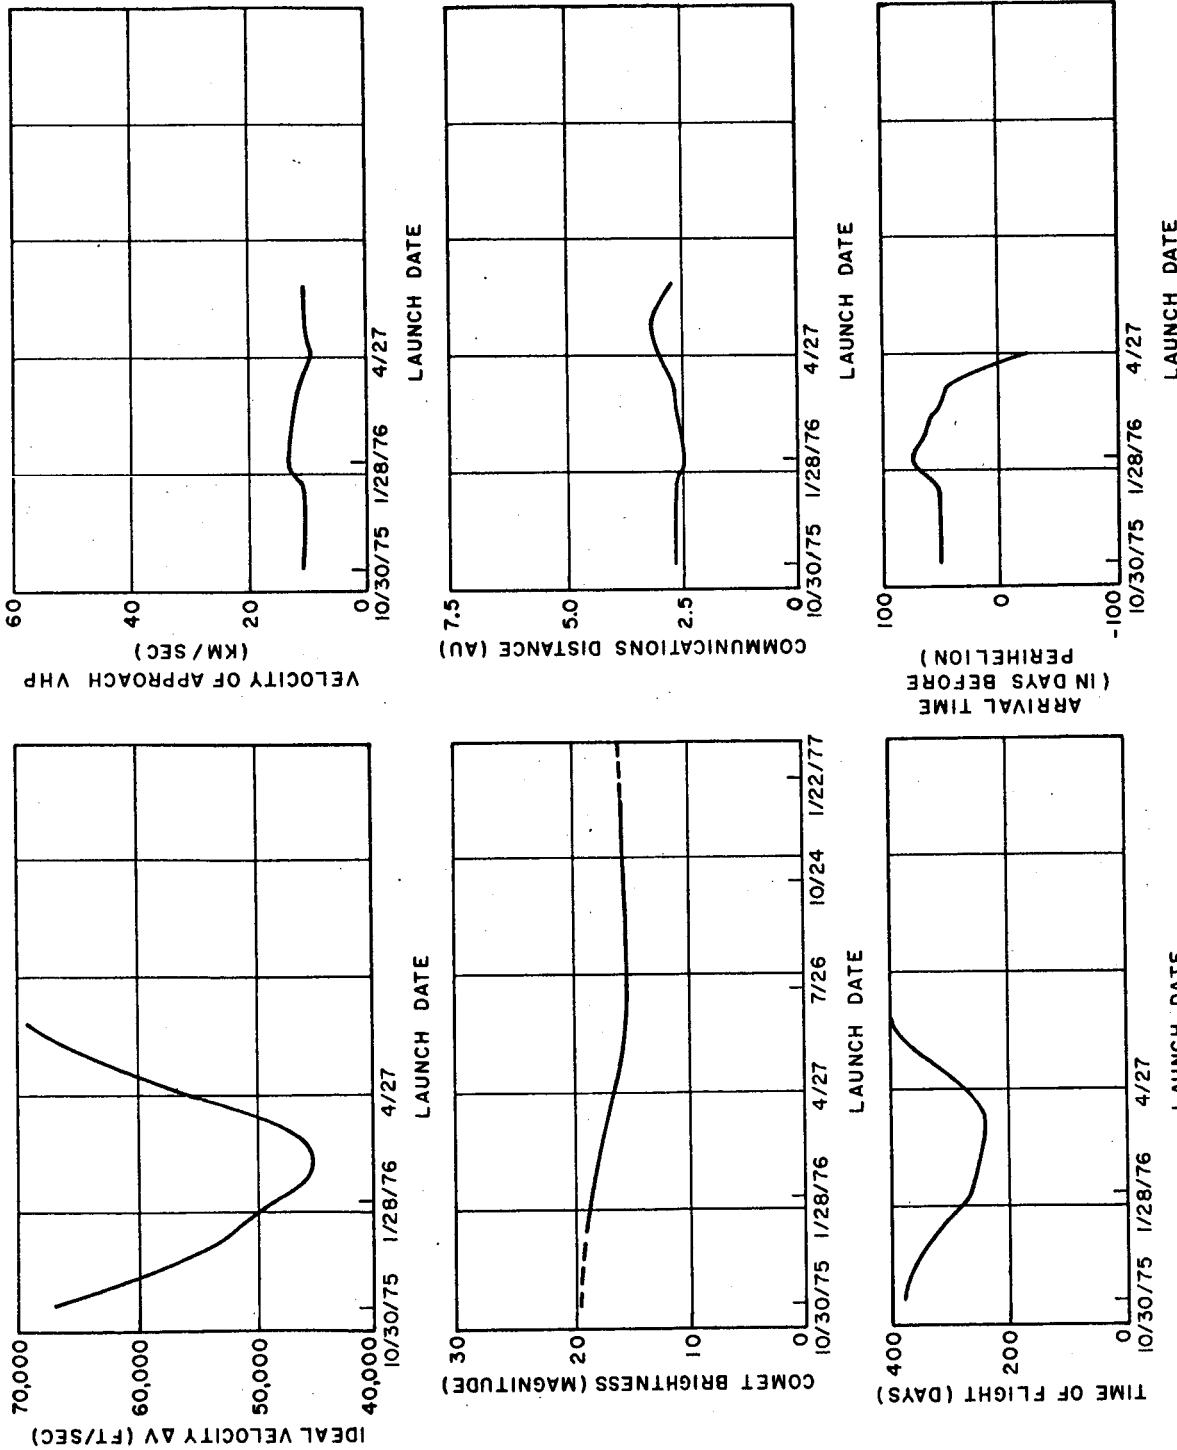 IDEAL VELOCITY ΔV (FT/SEC)
70,000
60,000
50,000
40,000
10/30/75 1/28/76 4/27
LAUNCH DATE
VELOCITY OF APPROACH VHP
(KM/SEC)
60
40
20
0
10/30/75 1/28/76 4/27
LAUNCH DATE
COMET BRIGHTNESS (MAGNITUDE)
30
20
10
0
10/30/75 1/28/76 4/27 7/26 10/24 1/22/77
LAUNCH DATE
COMMUNICATIONS DISTANCE (AU)
7.5
5.0
2.5
0
10/30/75 1/28/76 4/27
LAUNCH DATE
TIME OF FLIGHT (DAYS)
400
200
0
10/30/75 1/28/76 4/27
LAUNCH DATE
ARRIVAL TIME
(IN DAYS BEFORE
PERIHELION)
100
0
-100
10/30/75 1/28/76 4/27
LAUNCH DATE